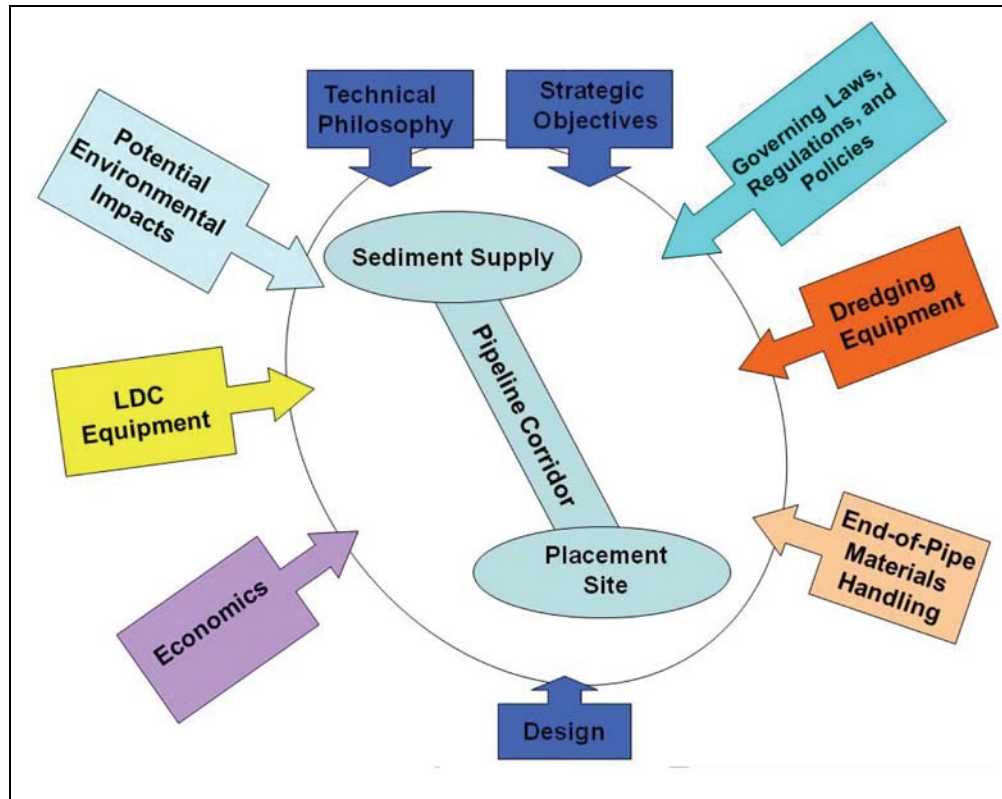 Technical
Philosophy
Strategic
Objectives
Governing Laws,
Regulations, and
Policies
Potential
Environmental
Impacts
Sediment Supply
Dredging
Equipment
Pipeline Corridor
LDC
Equipment
End-of-Pipe
Materials
Handling
Placement
Site
Economics
Design